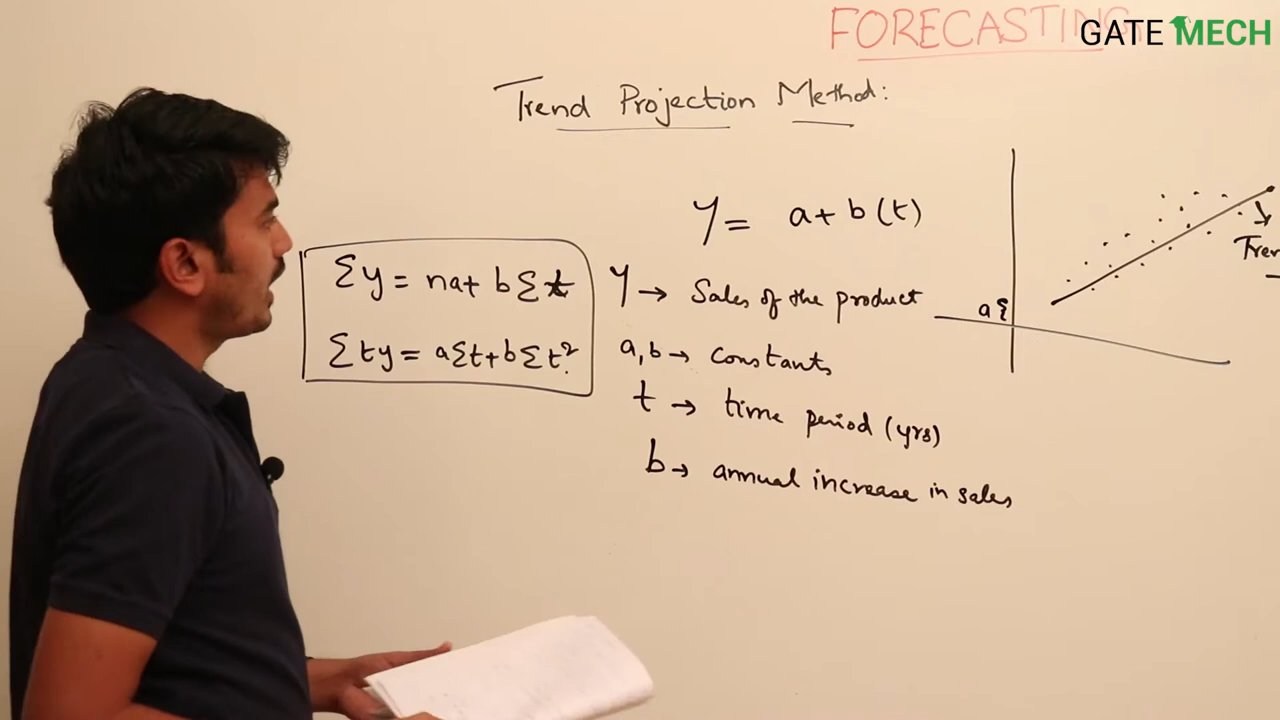 FORECASTING
GATE MECH
Trend Projection Method:
Y = a + b (t)
Σy = na + bΣt
Σty = aΣt + bΣt²
Y → Sales of the product
a, b → constants
t → time period (yrs)
b → annual increase in sales
a{